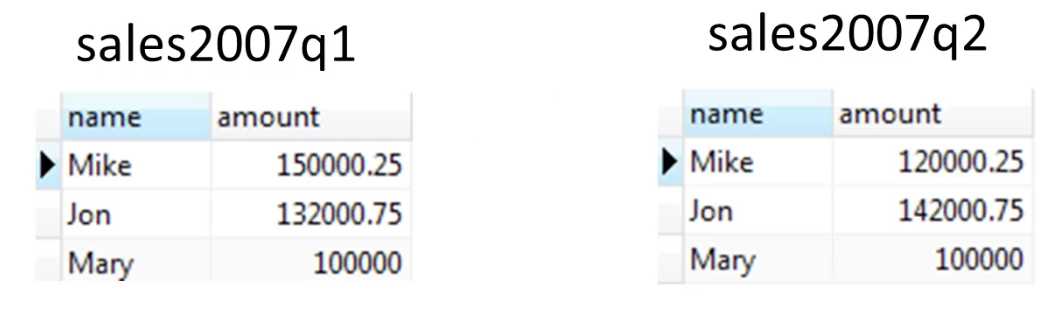 sales2007q1
name amount
Mike 150000.25
Jon 132000.75
Mary 100000
sales2007q2
name amount
Mike 120000.25
Jon 142000.75
Mary 100000